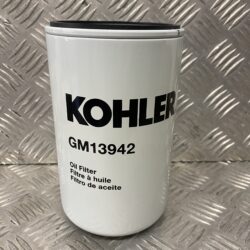 KOHLER
GM13942
Oil Filter
Filtre à huile
Filtro de aceite